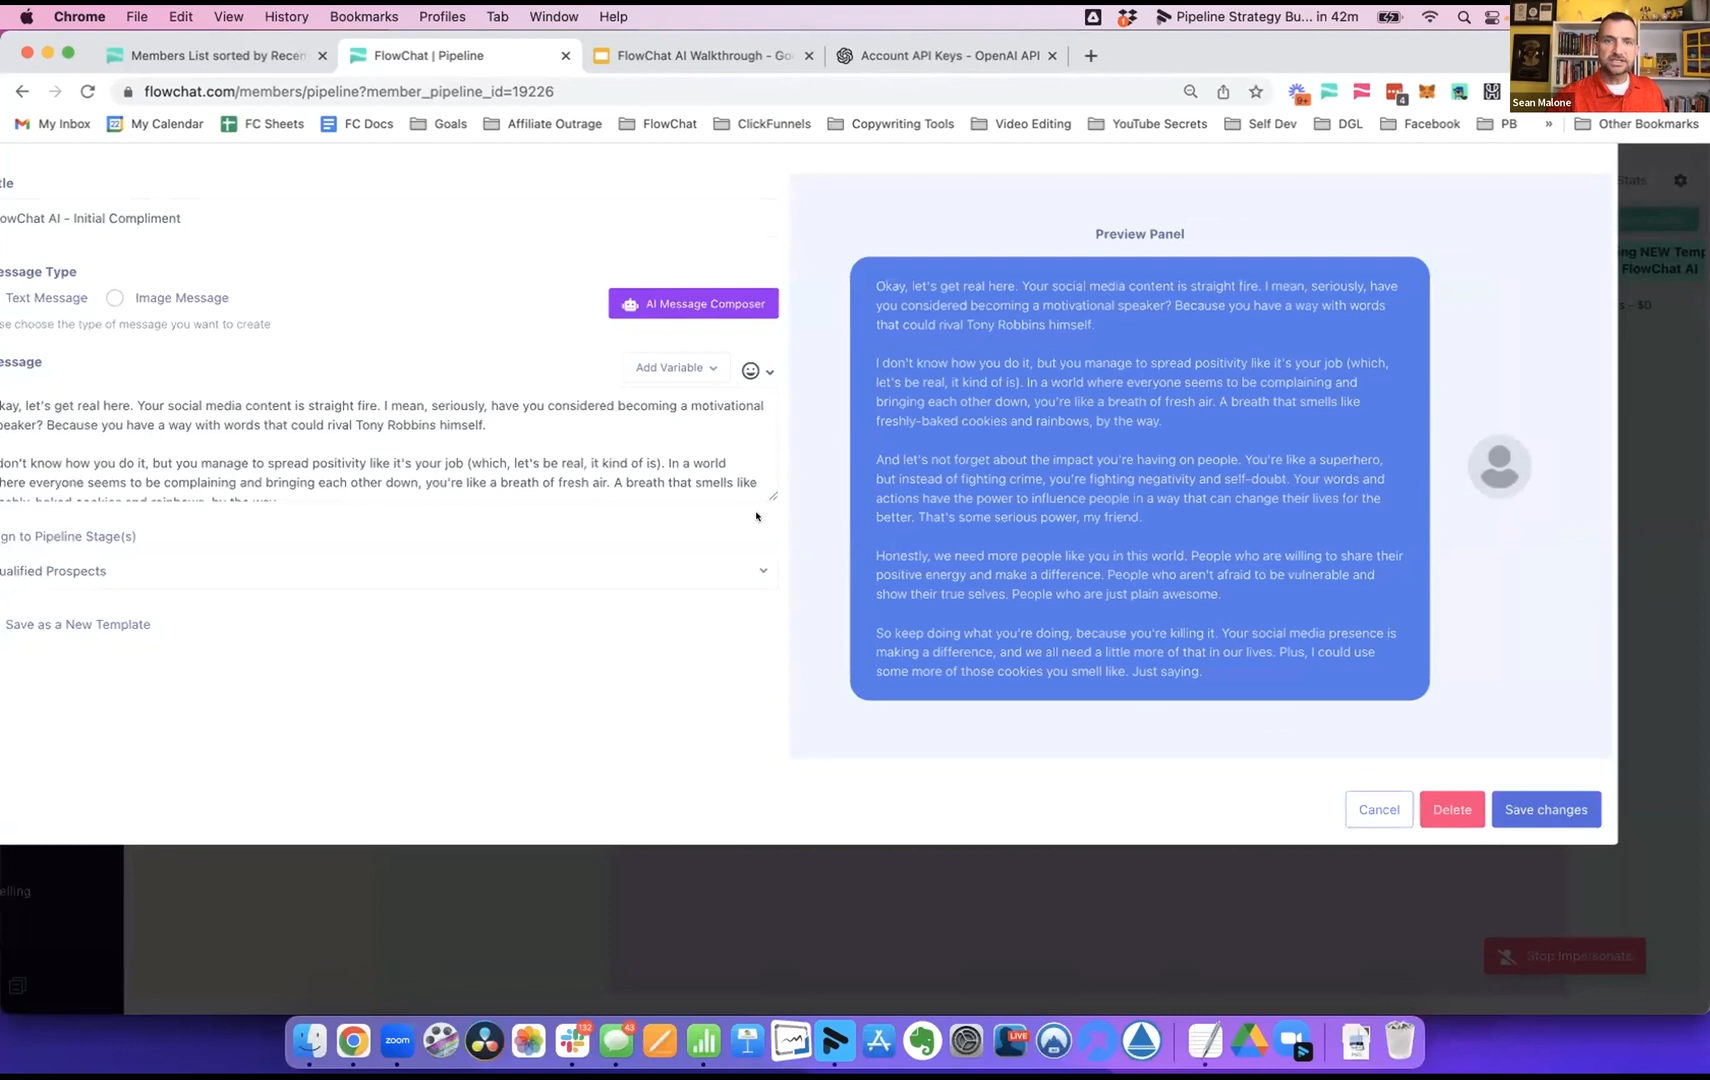 Chrome File Edit View History Bookmarks Profiles Tab Window Help
Pipeline Strategy Bu... in 42m
Members List sorted by Recen
FlowChat | Pipeline
FlowChat AI Walkthrough - Go
Account API Keys - OpenAI API
flowchat.com/members/pipeline?member_pipeline_id=19226
9+
4
Sean Malone
My Inbox
22
My Calendar
FC Sheets
FC Docs
Goals
Affiliate Outrage
FlowChat
ClickFunnels
Copywriting Tools
Video Editing
YouTube Secrets
Self Dev
DGL
Facebook
PB
»
Other Bookmarks
tle
owChat AI - Initial Compliment
essage Type
Text Message
Image Message
AI Message Composer
se choose the type of message you want to create
essage
Add Variable
kay, let's get real here. Your social media content is straight fire. I mean, seriously, have you considered becoming a motivational
peaker? Because you have a way with words that could rival Tony Robbins himself.
don't know how you do it, but you manage to spread positivity like it's your job (which, let's be real, it kind of is). In a world
here everyone seems to be complaining and bringing each other down, you're like a breath of fresh air. A breath that smells like
gn to Pipeline Stage(s)
ualified Prospects
Save as a New Template
Preview Panel
Okay, let's get real here. Your social media content is straight fire. I mean, seriously, have
you considered becoming a motivational speaker? Because you have a way with words
that could rival Tony Robbins himself.
I don't know how you do it, but you manage to spread positivity like it's your job (which,
let's be real, it kind of is). In a world where everyone seems to be complaining and
bringing each other down, you're like a breath of fresh air. A breath that smells like
freshly-baked cookies and rainbows, by the way.
And let's not forget about the impact you're having on people. You're like a superhero,
but instead of fighting crime, you're fighting negativity and self-doubt. Your words and
actions have the power to influence people in a way that can change their lives for the
better. That's some serious power, my friend.
Honestly, we need more people like you in this world. People who are willing to share their
positive energy and make a difference. People who aren't afraid to be vulnerable and
show their true selves. People who are just plain awesome.
So keep doing what you're doing, because you're killing it. Your social media presence is
making a difference, and we all need a little more of that in our lives. Plus, I could use
some more of those cookies you smell like. Just saying.
Cancel
Delete
Save changes
Stats
ng NEW Temp
FlowChat AI
s - $0
elling
Stop Impersonate
zoom
132
43
LIVE